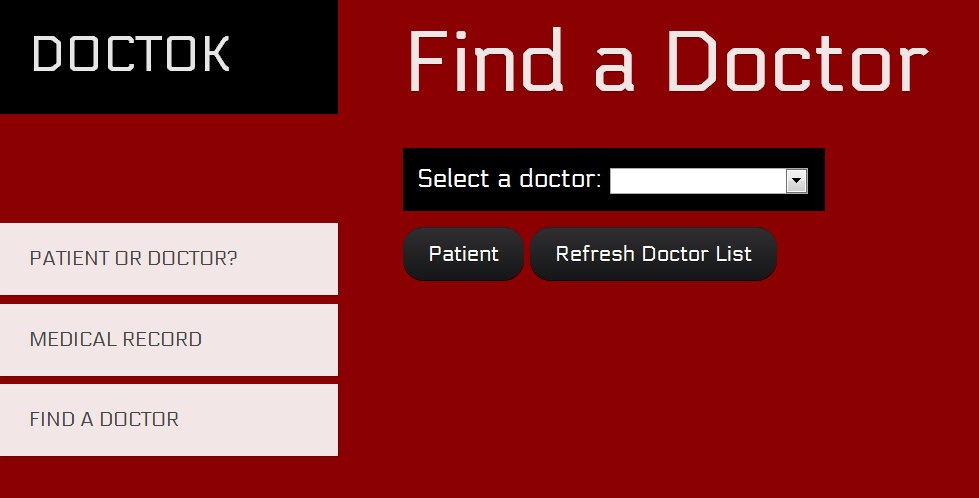 DOCTOK
Find a Doctor
Select a doctor:
Patient
Refresh Doctor List
PATIENT OR DOCTOR?
MEDICAL RECORD
FIND A DOCTOR